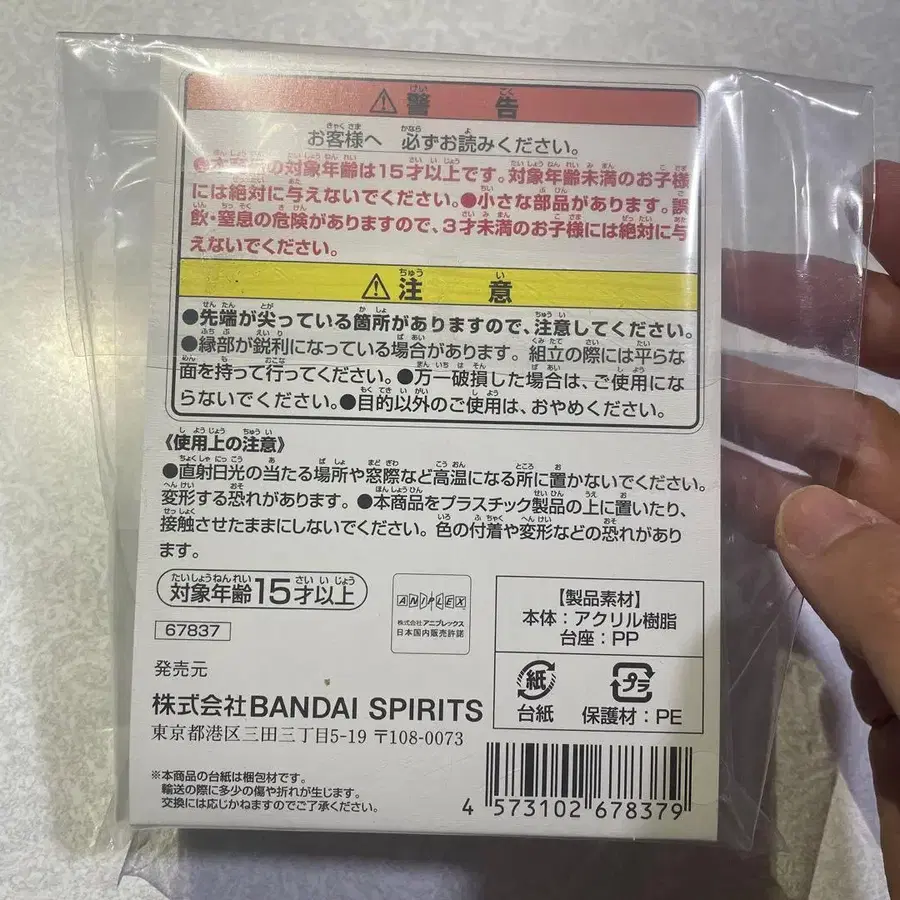 ⚠警告
お客様へ 必ずお読みください。
●本商品の対象年齢は15才以上です。対象年齢未満のお子様
には絶対に与えないでください。●小さな部品があります。誤
飲・窒息の危険がありますので、3才未満のお子様には絶対に与
えないでください。
⚠注意
●先端が尖っている箇所がありますので、注意してください。
●縁部が鋭利になっている場合があります。組立の際には平らな
面を持って行ってください。●万一破損した場合は、ご使用にな
らないでください。●目的以外のご使用は、おやめください。
《使用上の注意》
●直射日光の当たる場所や窓際など高温になる所に置かないでください。
変形する恐れがあります。●本商品をプラスチック製品の上に置いたり、
接触させたままにしないでください。色の付着や変形などの恐れがあり
ます。
対象年齢15才以上
67837
ANIPLEX
株式会社アニプレックス
日本国内販売許諾
【製品素材】
本体:アクリル樹脂
台座:PP
紙
台紙
プラ
保護材:PE
発売元
株式会社BANDAI SPIRITS
東京都港区三田三丁目5-19 〒108-0073
※本商品の台紙は梱包材です。
輸送の際に多少の傷や折れが生じます。
交換には応じかねますのでご了承ください。
4 573102 678379